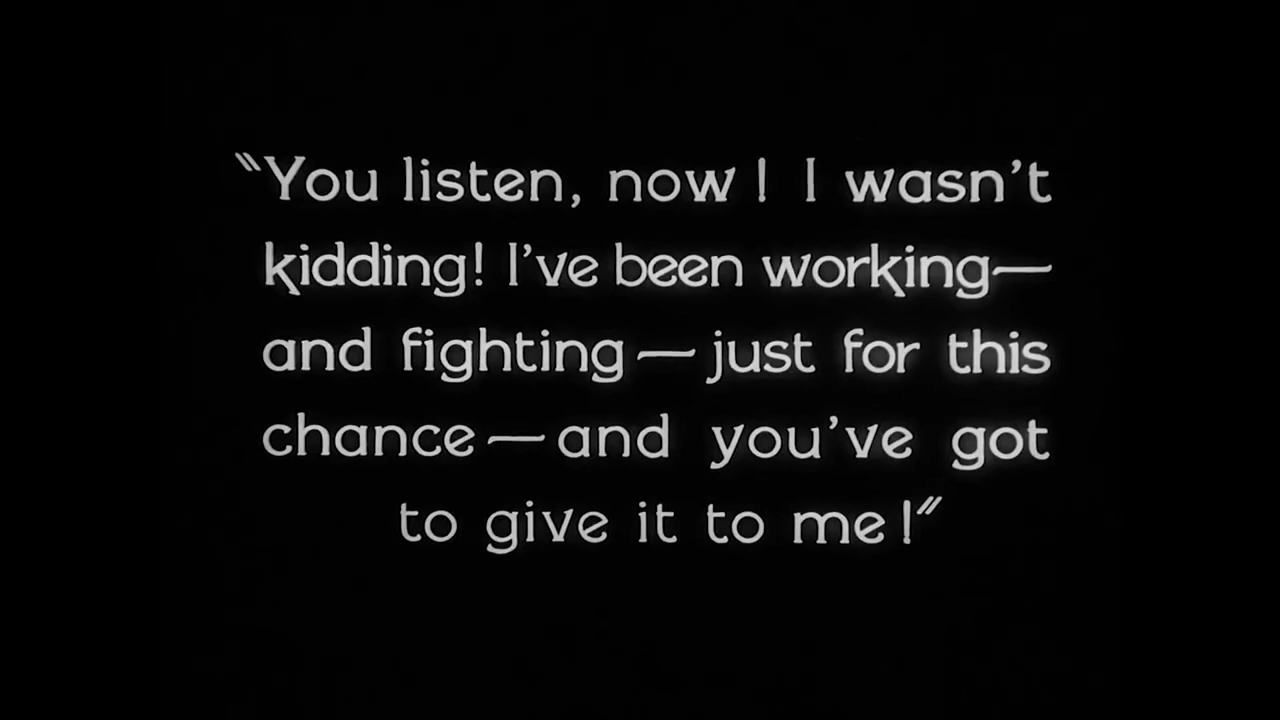 "You listen, now! I wasn't
kidding! I've been working—
and fighting—just for this
chance—and you've got
to give it to me!"